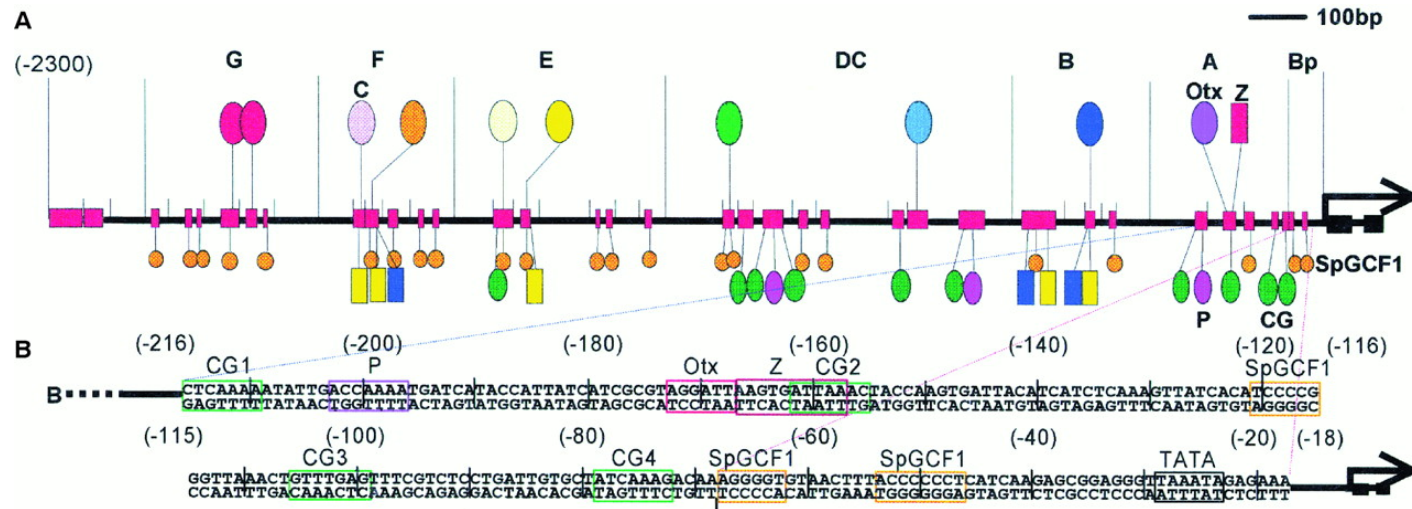 A
100bp
(-2300)
G F E DC B A Bp
C Otx Z
SpGCF1
P CG
B
(-216) (-200) (-180) (-160) (-140) (-120) (-116)
CG1 P Otx Z CG2 SpGCF1
B
CTCAAAAATATTGACCAAAATGATCATACCATTATCATCGCGTAGGATTAAGTGATTAAACTACCAAGTGATTACATCATCTCAAAGTTATCACATCCCCG
GAGTTTTTATAACTGGTTTTACTAGTATGGTAATAGTAGCGCATCCTAATTCACTAATTTGATGGTTCACTAATGTAGTAGAGTTTCAATAGTGTAGGGGC
(-115) (-100) (-80) (-60) (-40) (-20) (-18)
CG3 CG4 SpGCF1 SpGCF1 TATA
GGTTAAACTGTTTGAGTTTCGTCTCCTGATTGTGCTATCAAAGACAAAGGGGTGTAACTTTACCCCCCTCATCAAGAGCGGAGGGTTAAATAGAGAAA
CCAATTTGACAAACTCAAAGCAGAGGACTAACACGATAGTTTCTGTTTCCCCACATTGAAATGGGGGGAGTAGTTCTCGCCTCCCAATTTATCTCTTT